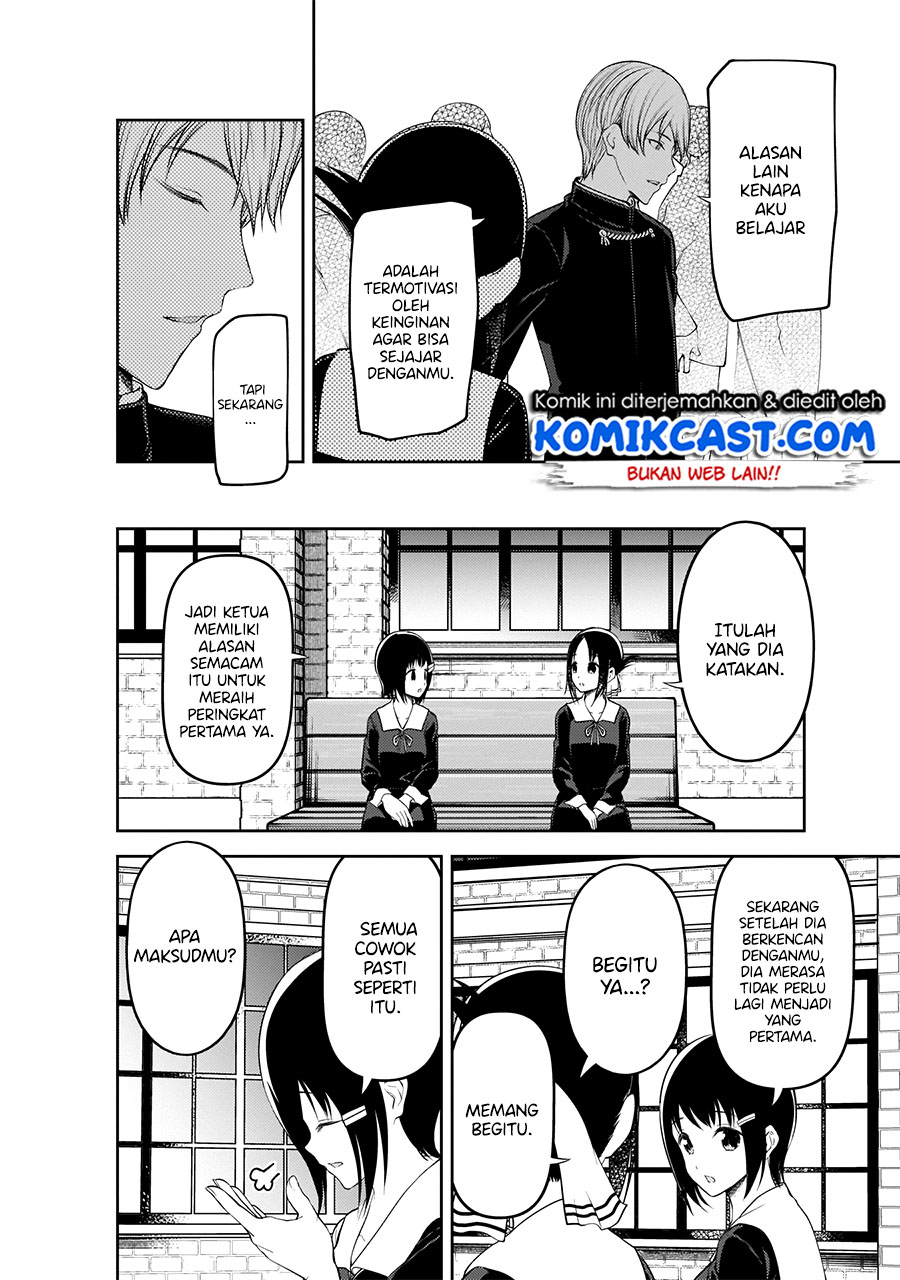 ALASAN
LAIN
KENAPA
AKU
BELAJAR
ADALAH
TERMOTIVASI
OLEH
KEINGINAN
AGAR BISA
SEJAJAR
DENGANMU.
TAPI
SEKARANG
...
Komik ini diterjemahkan & diedit oleh
KOMIKCAST.COM
BUKAN WEB LAIN!!
ITULAH
YANG DIA
KATAKAN.
JADI KETUA
MEMILIKI
ALASAN
SEMACAM
ITU UNTUK
MERAIH
PERINGKAT
PERTAMA YA.
SEKARANG
SETELAH DIA
BERKENCAN
DENGANMU,
DIA MERASA
TIDAK PERLU
LAGI MENJADI
YANG
PERTAMA.
BEGITU
YA...?
MEMANG
BEGITU.
SEMUA
COWOK
PASTI
SEPERTI
ITU.
APA
MAKSUDMU?